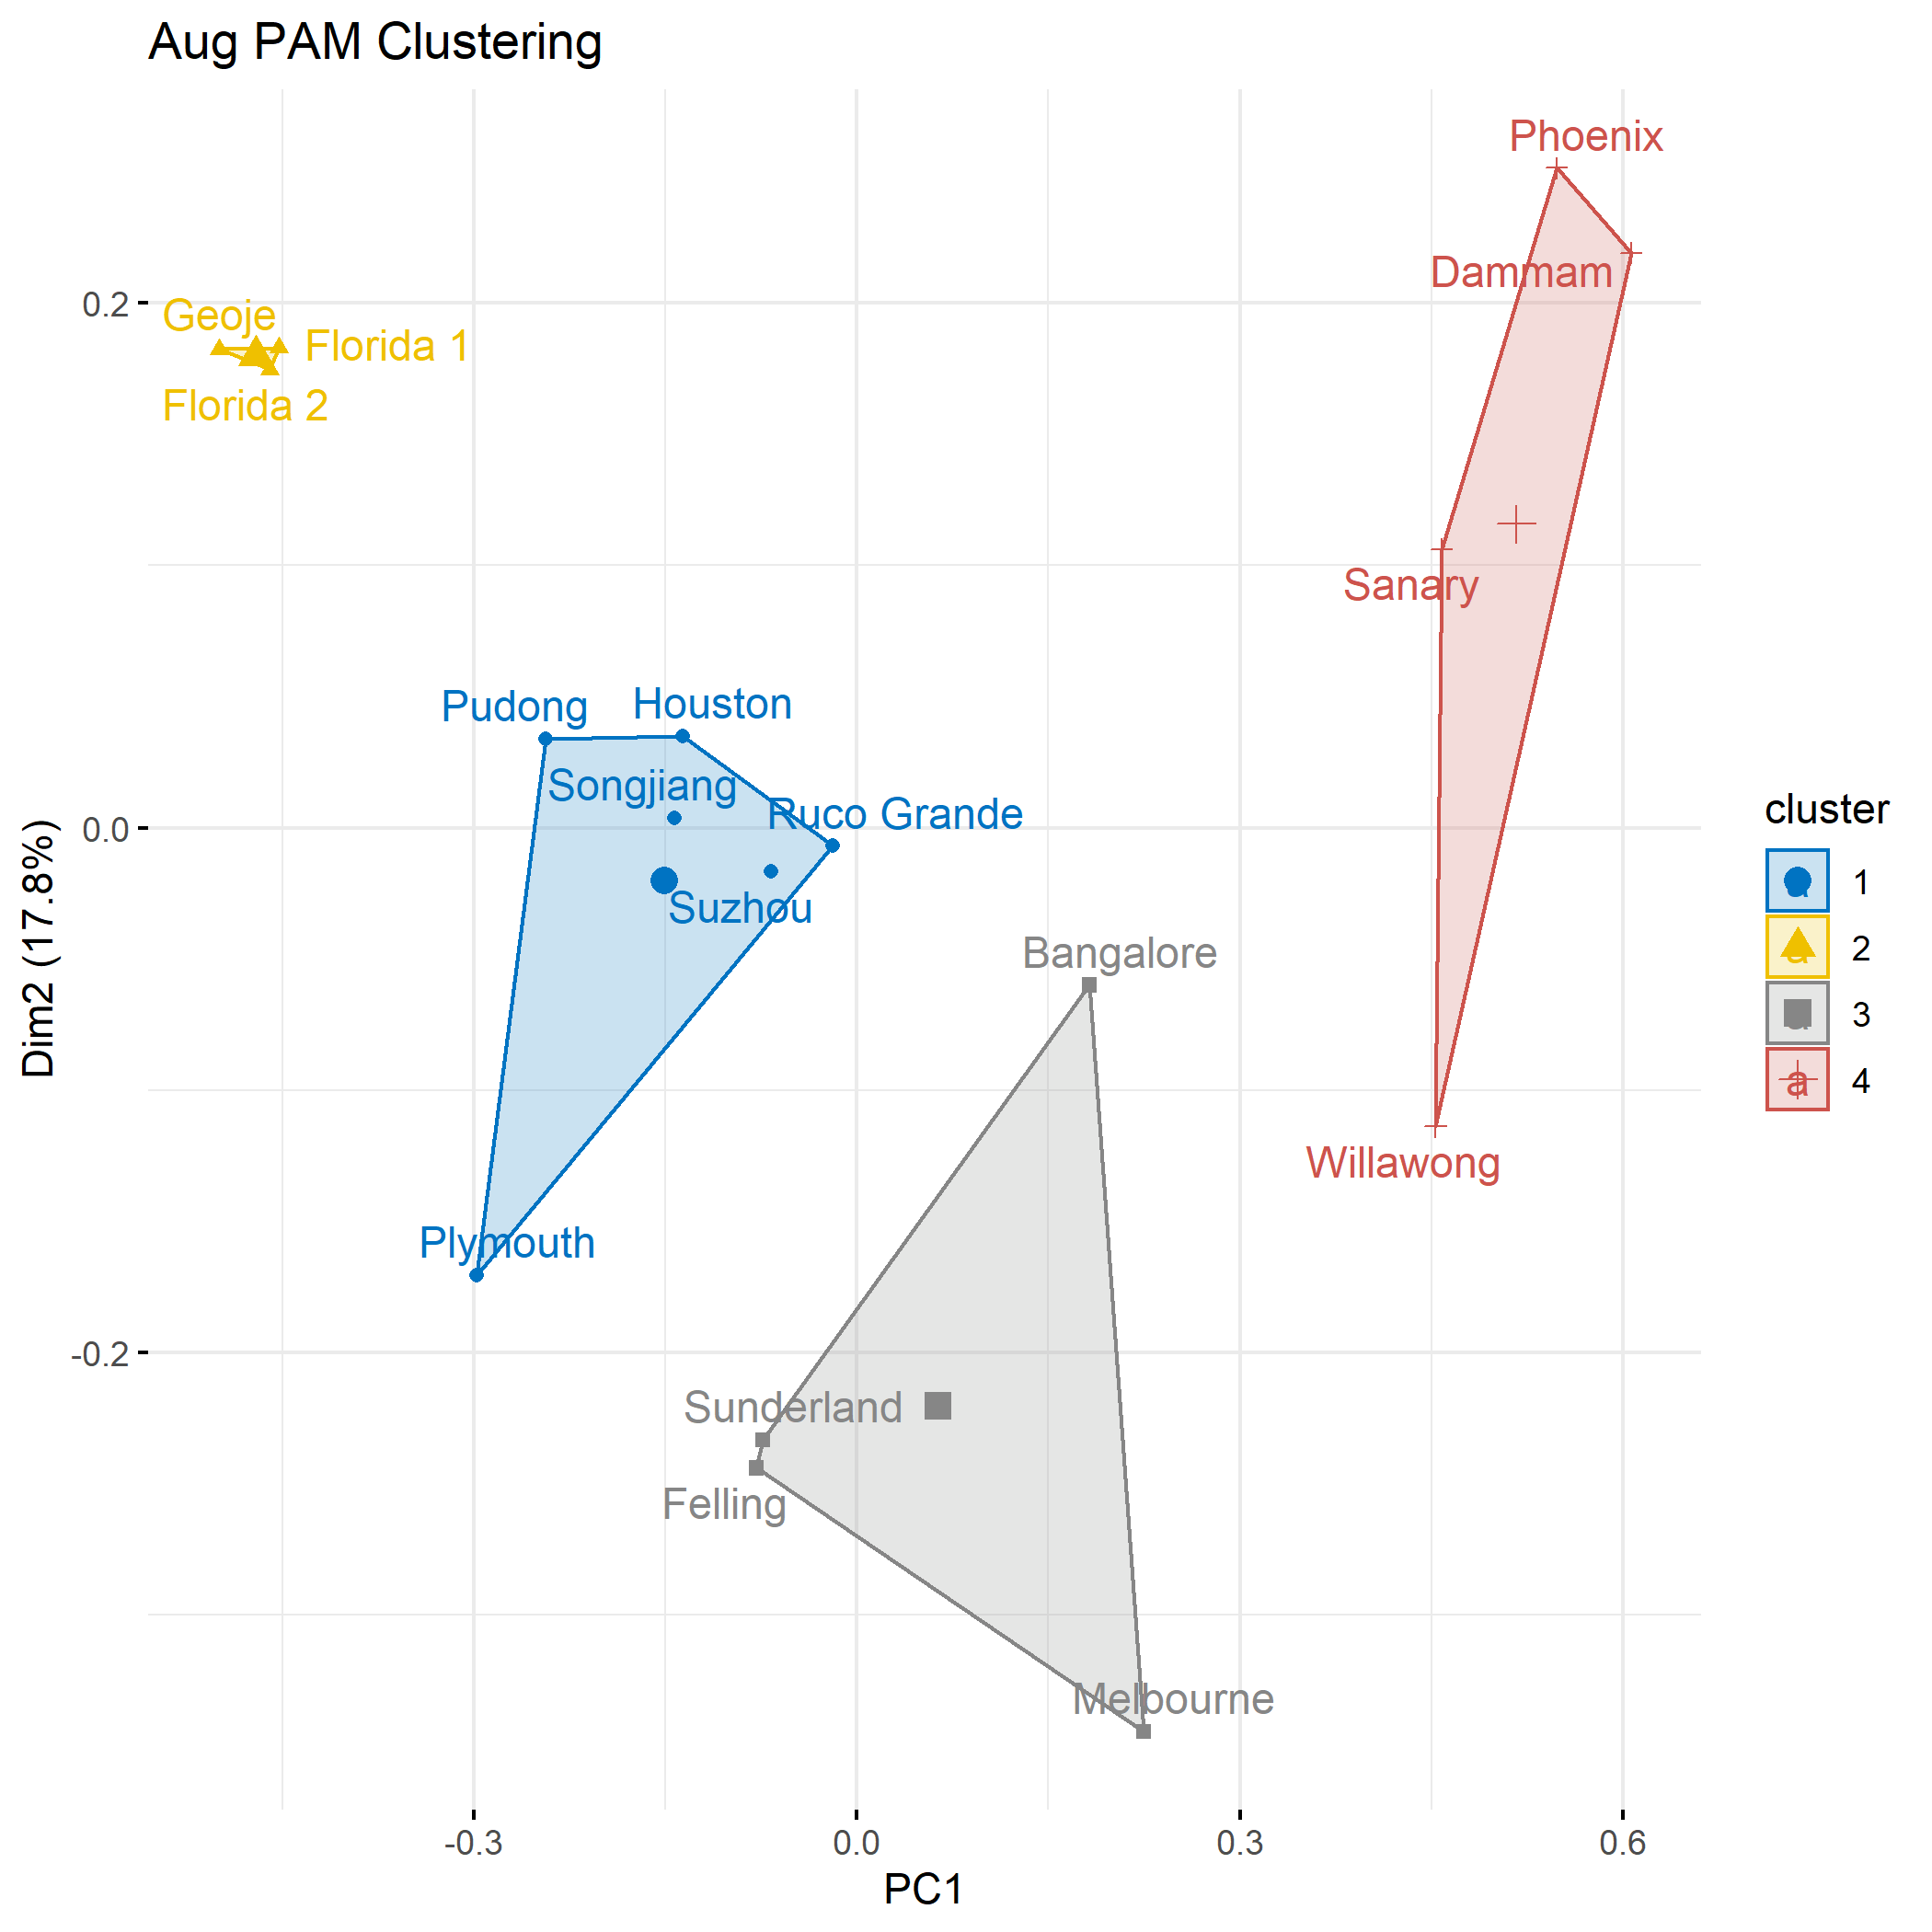 Aug PAM Clustering
Phoenix
Dammam
0.2
Geoje
Florida 1
Florida 2
Sanary
Pudong
Houston
Songjiang
Ruco Grande
0.0
Suzhou
Bangalore
Willawong
Plymouth
-0.2
Sunderland
Felling
Melbourne
Dim2 (17.8%)
-0.3
0.0
0.3
0.6
PC1
cluster
a 1
a 2
a 3
a 4